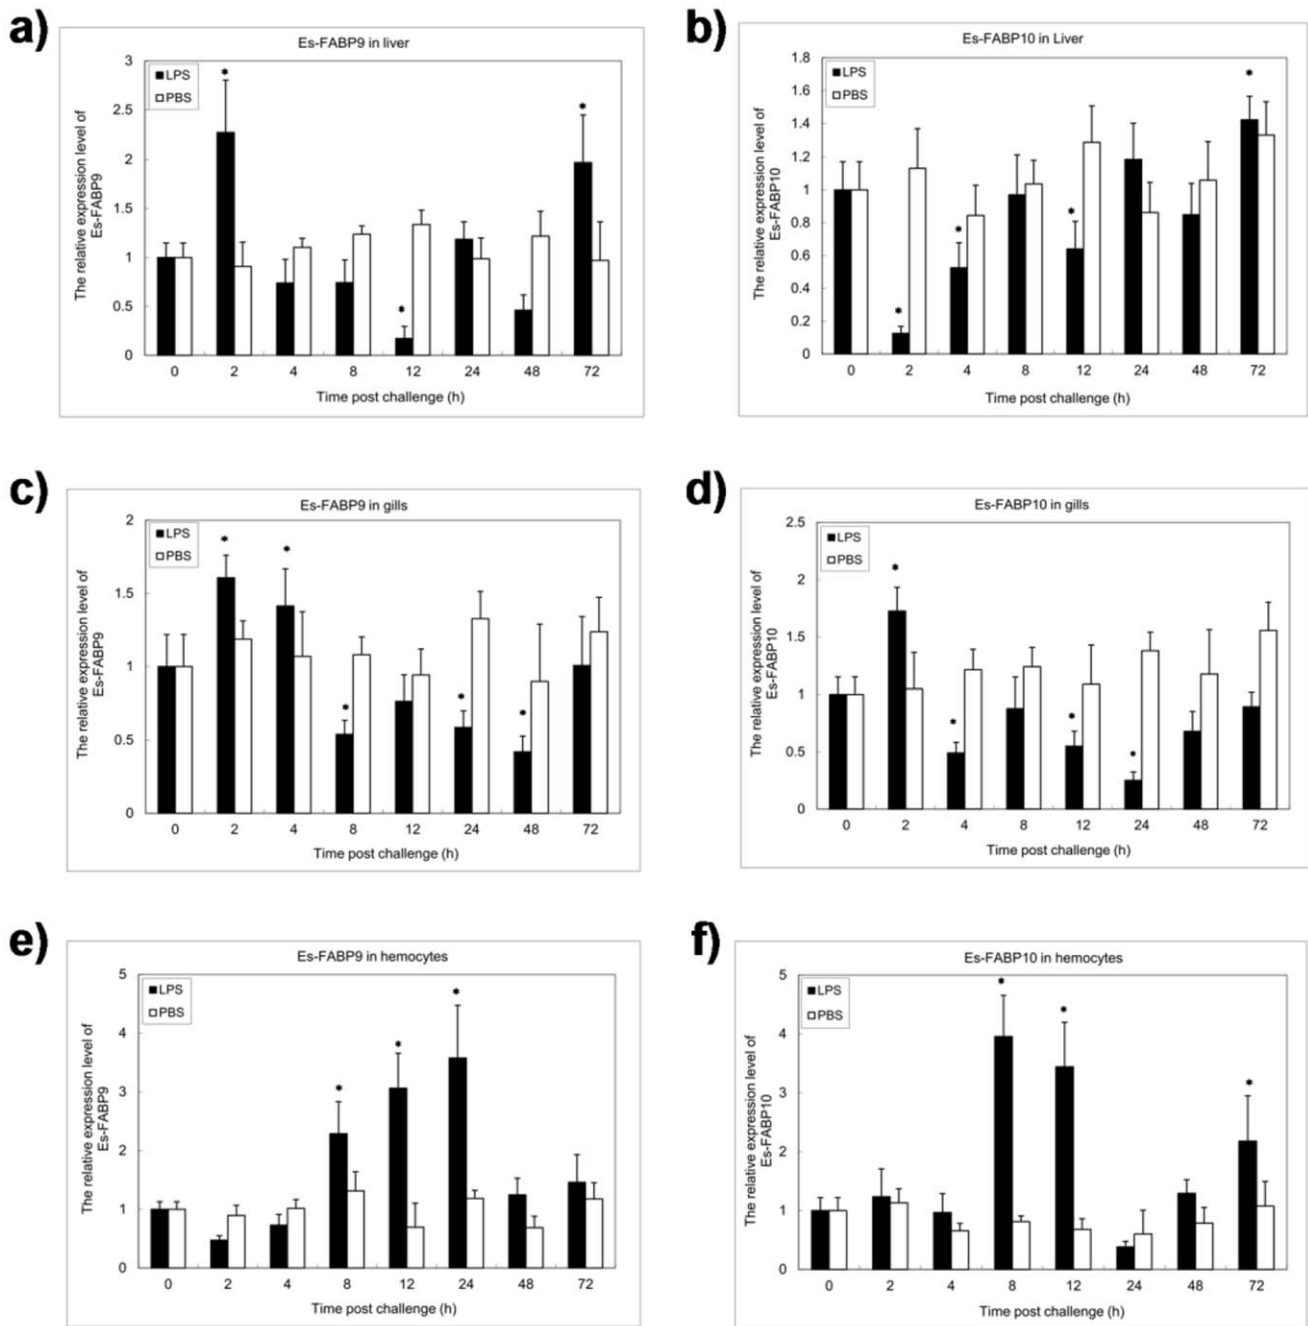 a)
Es-FABP9 in liver
The relative expression level of
Es-FABP9
LPS
PBS
3
2.5
2
1.5
1
0.5
0
* * *
0 2 4 8 12 24 48 72
Time post challenge (h)
b)
Es-FABP10 in Liver
The relative expression level of
Es-FABP10
LPS
PBS
1.8
1.6
1.4
1.2
1
0.8
0.6
0.4
0.2
0
* * * *
0 2 4 8 12 24 48 72
Time post challenge (h)
c)
Es-FABP9 in gills
The relative expression level of
Es-FABP9
LPS
PBS
2
1.5
1
0.5
0
* * * * *
0 2 4 8 12 24 48 72
Time post challenge (h)
d)
Es-FABP10 in gills
The relative expression level of
Es-FABP10
LPS
PBS
2.5
2
1.5
1
0.5
0
* * * *
0 2 4 8 12 24 48 72
Time post challenge (h)
e)
Es-FABP9 in hemocytes
The relative expression level of
Es-FABP9
LPS
PBS
5
4
3
2
1
0
* * *
0 2 4 8 12 24 48 72
Time post challenge (h)
f)
Es-FABP10 in hemocytes
The relative expression level of
Es-FABP10
LPS
PBS
5
4
3
2
1
0
* * *
0 2 4 8 12 24 48 72
Time post challenge (h)